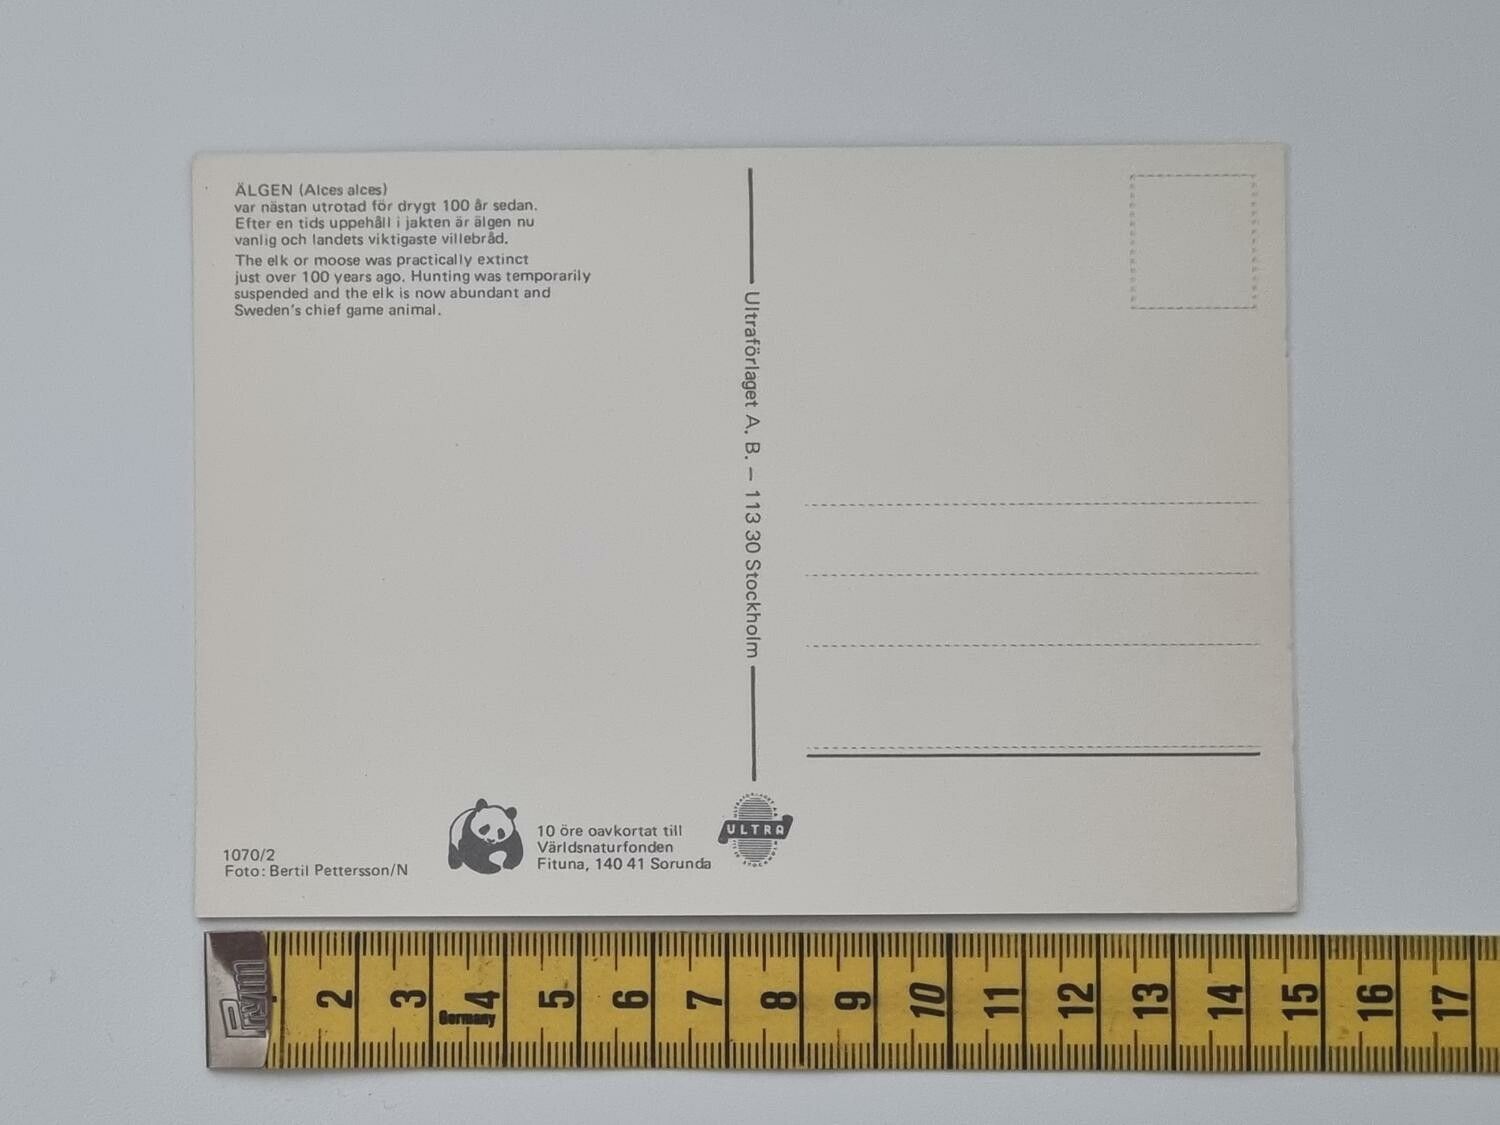 ÄLGEN (Alces alces)
var nästan utrotad för drygt 100 år sedan.
Efter en tids uppehåll i jakten är älgen nu
vanlig och landets viktigaste villebråd.
The elk or moose was practically extinct
just over 100 years ago. Hunting was temporarily
suspended and the elk is now abundant and
Sweden's chief game animal.
Ultraförlaget A. B. – 113 30 Stockholm
1070/2
Foto: Bertil Pettersson/N
10 öre oavkortat till
Världsnaturfonden
Fituna, 140 41 Sorunda
ULTRA
Prym
2 3 4 5 6 7 8 9 10 11 12 13 14 15 16 17
Germany